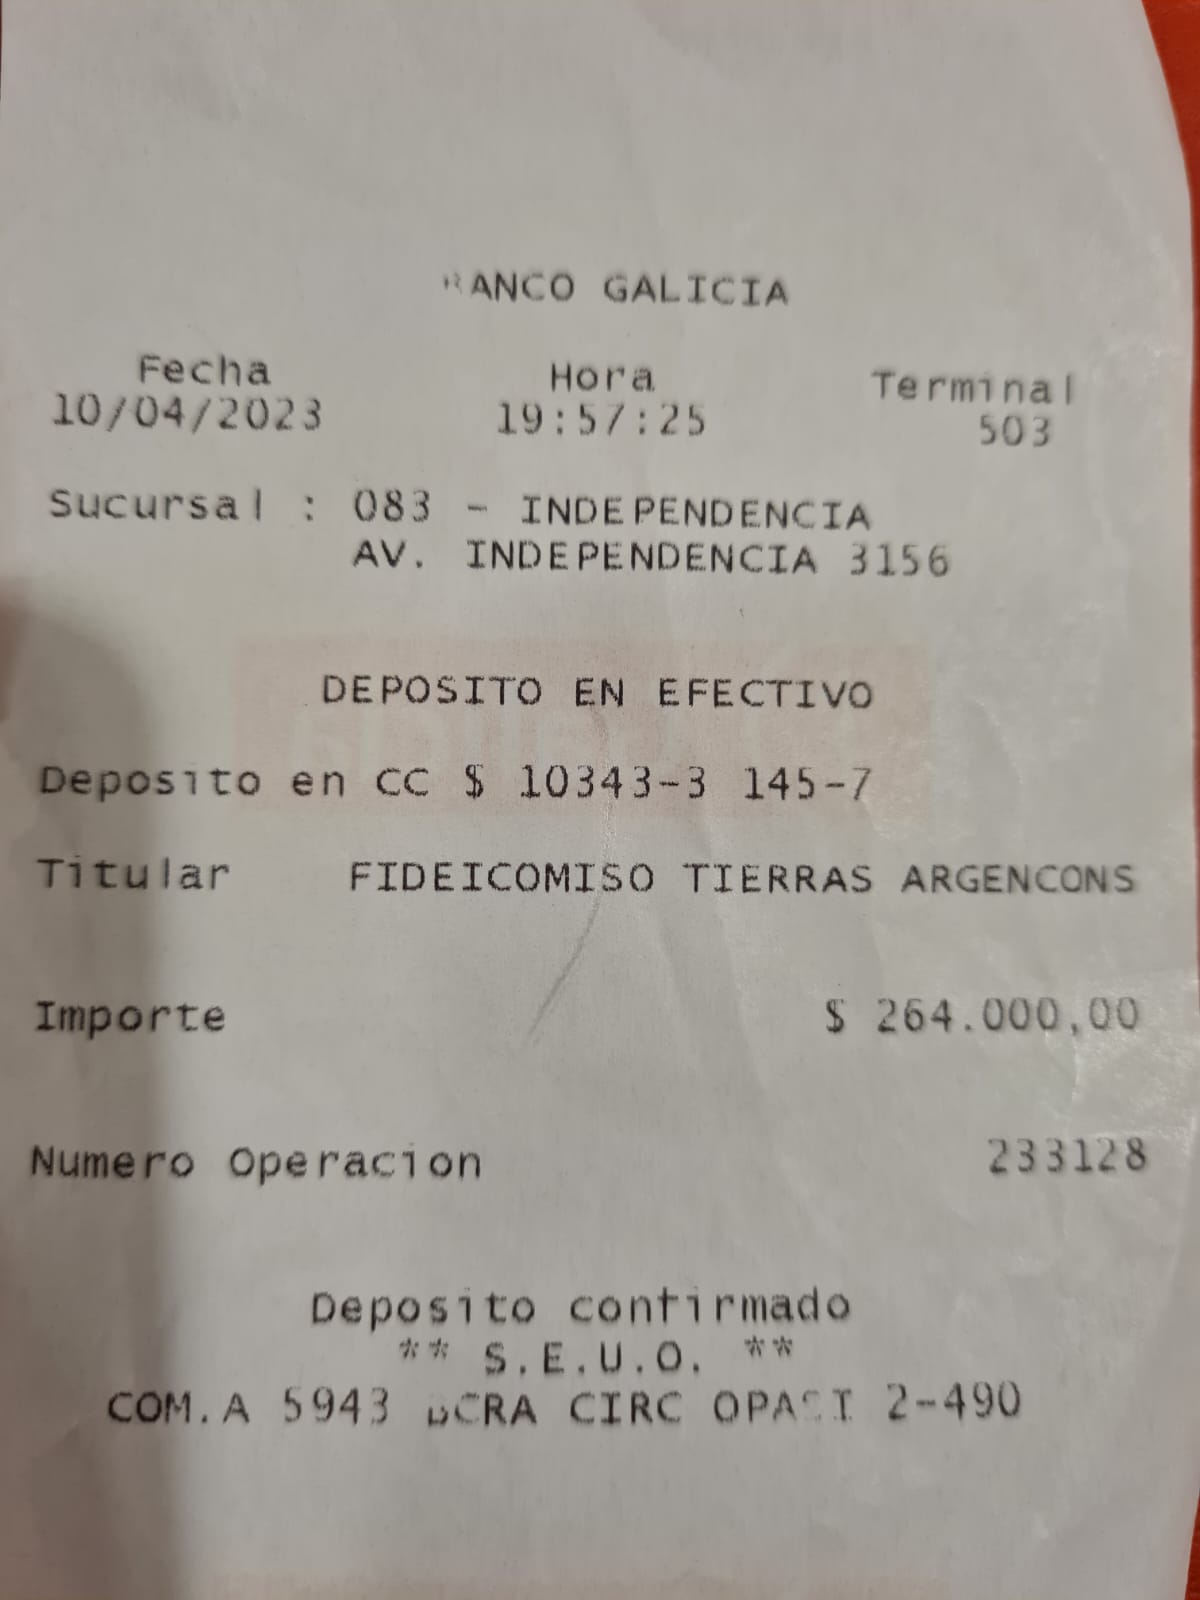 BANCO GALICIA
Fecha Hora Terminal
10/04/2023 19:57:25 503
Sucursal : 083 - INDEPENDENCIA
AV. INDEPENDENCIA 3156
DEPOSITO EN EFECTIVO
Deposito en CC $ 10343-3 145-7
Titular FIDEICOMISO TIERRAS ARGENCONS
Importe $ 264.000,00
Numero Operacion 233128
Deposito confirmado
** S.E.U.O. **
COM.A 5943 BCRA CIRC OPASI 2-490